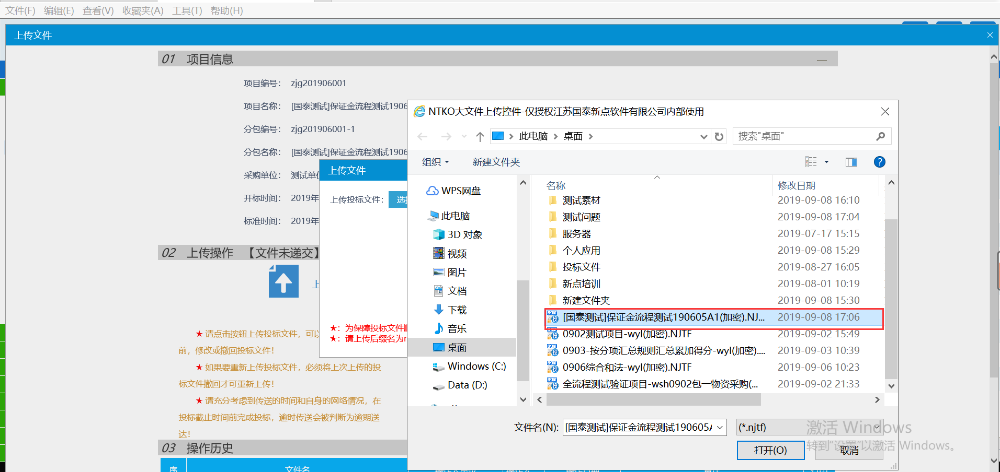 文件(F) 编辑(E) 查看(V) 收藏夹(A) 工具(T) 帮助(H)
上传文件
01 项目信息
项目编号： zjg201906001
项目名称： [国泰测试]保证金流程测试1906
分包编号： zjg201906001-1
分包名称： [国泰测试]保证金流程测试1906
采购单位： 测试单
开标时间： 2019年
标准时间： 2019年
02 上传操作 【文件未递交】
★ 请点击按钮上传投标文件，可以
前，修改或撤回投标文件！
★ 如果要重新上传投标文件，必须将上次上传的投
标文件撤回才可重新上传！
★ 请充分考虑到传送的时间和自身的网络情况，在
投标截止时间前完成投标，逾时传送会被判断为逾期送
达！
03 操作历史
序 文件名
上传文件
上传投标文件： 选
★：为保障投标文件
★：请上传后缀名为
NTKO大文件上传控件-仅授权江苏国泰新点软件有限公司内部使用
此电脑 桌面
搜索"桌面"
组织 新建文件夹
WPS网盘
此电脑
3D 对象
视频
图片
文档
下载
音乐
桌面
Windows (C:)
Data (D:)
名称 修改日期
测试素材 2019-09-08 16:10
测试问题 2019-09-08 17:04
服务器 2019-07-17 15:15
个人应用 2019-09-08 15:29
投标文件 2019-08-27 16:05
新点培训 2019-08-01 10:19
新建文件夹 2019-09-08 15:30
[国泰测试]保证金流程测试190605A1(加密).NJ... 2019-09-08 17:06
0902测试项目-wyl(加密).NJTF 2019-09-02 15:49
0903-按分项汇总规则汇总累加得分-wyl(加密).... 2019-09-03 10:39
0906综合和法-wyl(加密).NJTF 2019-09-06 10:23
全流程测试验证项目-wsh0902包一物资采购(... 2019-09-02 21:33
文件名(N): [国泰测试]保证金流程测试190605A (*.njtf)
打开(O) 取消
激活 Windows
转到"设置"以激活 Windows。